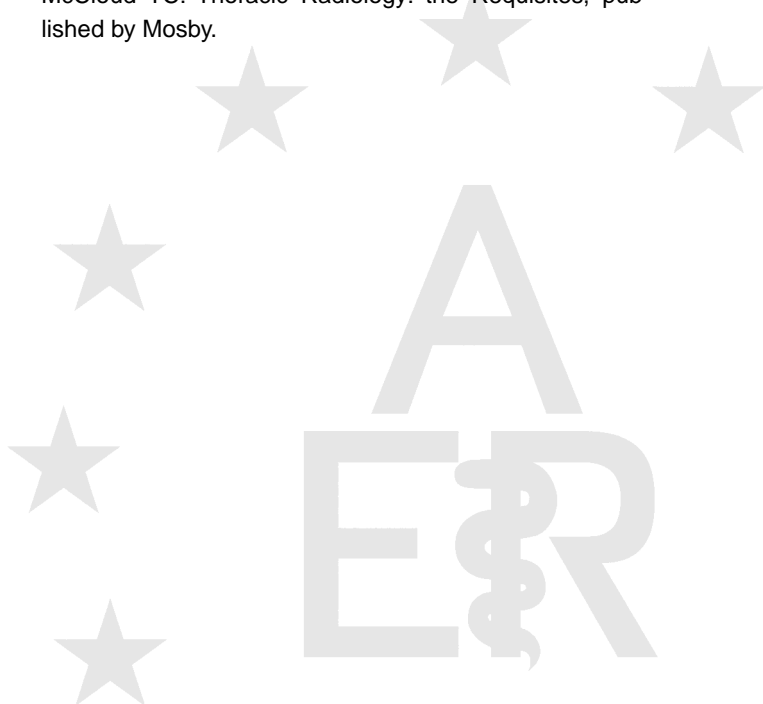 McCloud TC. Thoracic Radiology: the Requisites, pub-
lished by Mosby.
A
ER